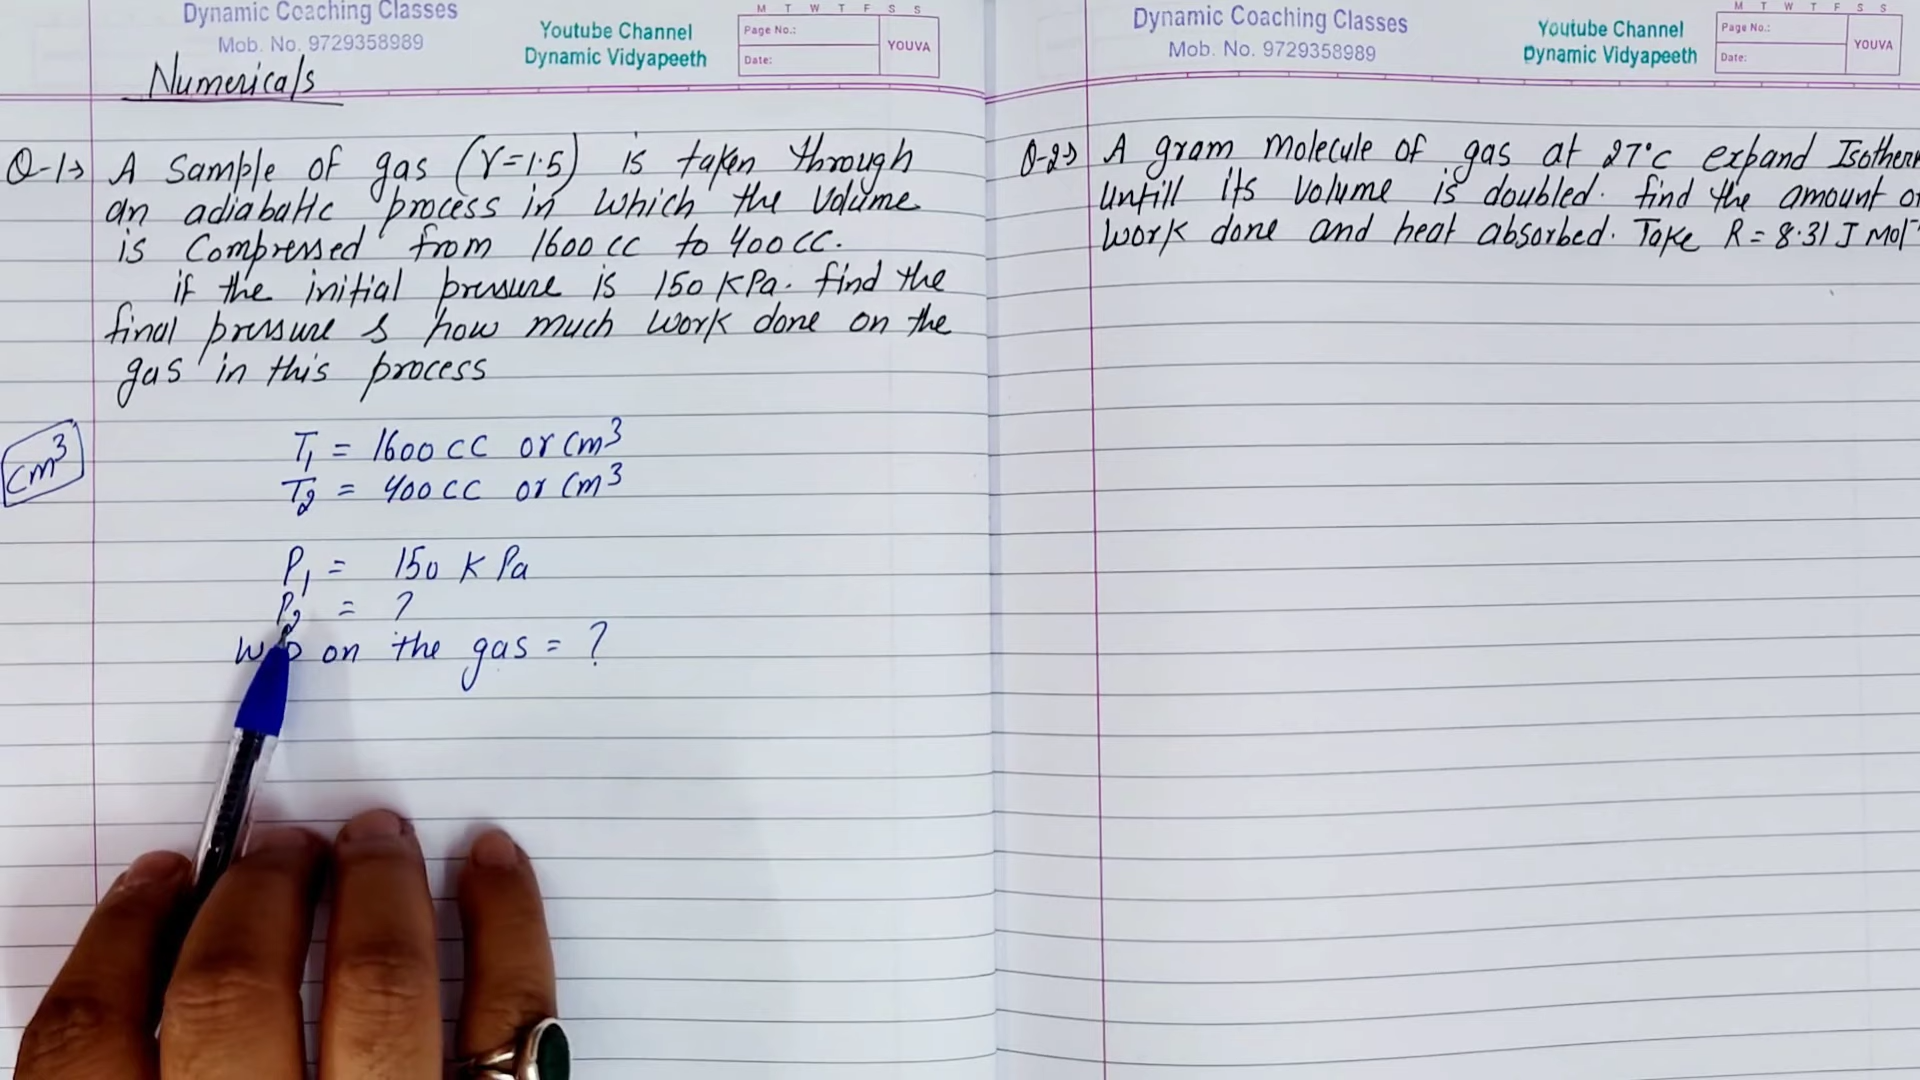 Dynamic Coaching Classes
Mob. No. 9729358989
Youtube Channel
Dynamic Vidyapeeth
M T W T F S S
Page No.:
Date:
YOUVA
Numericals
Q-1→ A Sample of gas (γ=1.5) is taken through
an adiabatic process in which the Volume
is Compressed from 1600 cc to 400 cc.
if the initial pressure is 150 KPa. find the
final pressure & how much work done on the
gas in this process
cm³
T₁ = 1600 CC or cm³
T₂ = 400 CC or cm³
P₁ = 150 K Pa
P₂ = ?
on the gas = ?
Dynamic Coaching Classes
Mob. No. 9729358989
Youtube Channel
Dynamic Vidyapeeth
M T W T F S S
Page No.:
Date:
YOUVA
Q-2→ A gram molecule of gas at 27°c expand Isother
untill its volume is doubled. find the amount o
work done and heat absorbed. Take R = 8.31 J Mol⁻